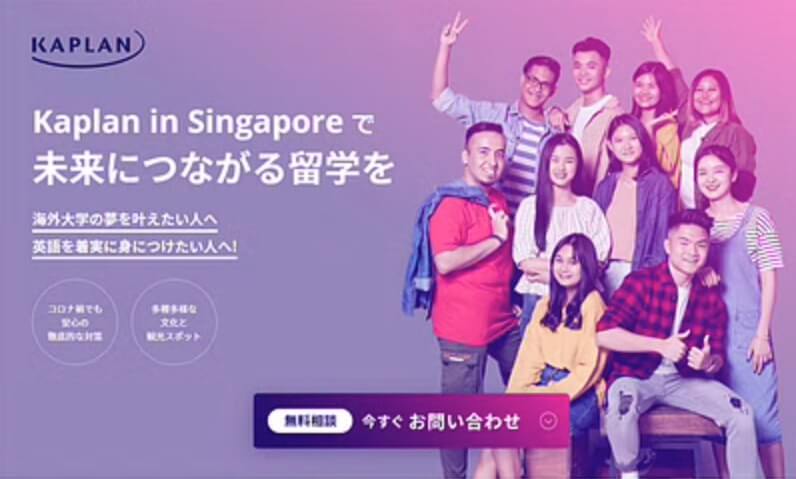 KAPLAN
Kaplan in Singapore で
未来につながる留学を
海外大学の夢を叶えたい人へ
英語を着実に身につけたい人へ!
コロナ禍でも
安心の
徹底的な対策
多種多様な
文化と
観光スポット
無料相談 今すぐ お問い合わせ